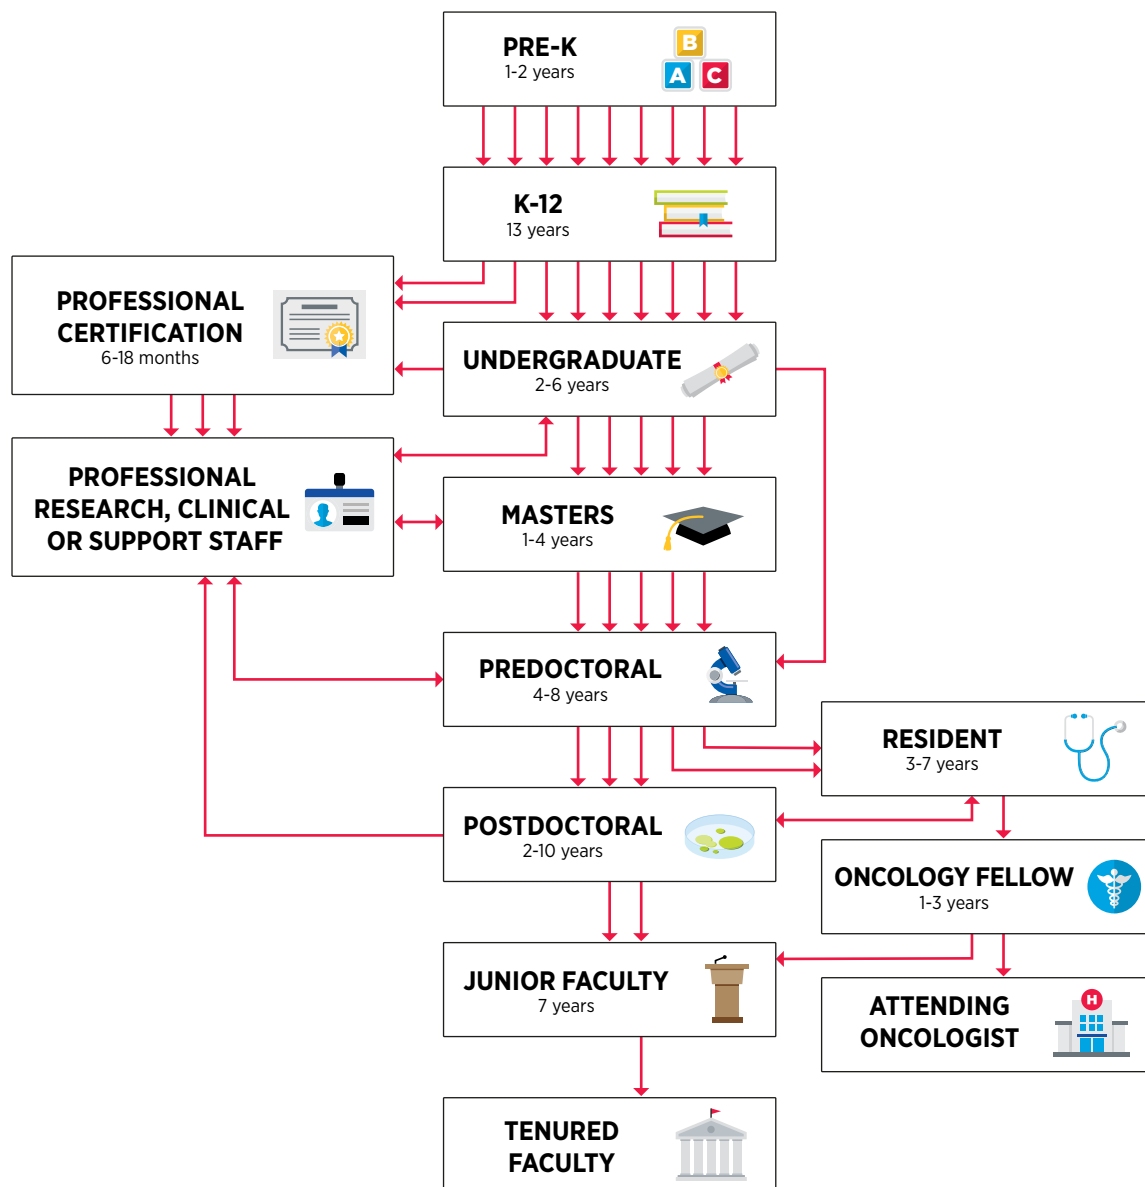 PRE-K
1-2 years
B
A
C
K-12
13 years
PROFESSIONAL
CERTIFICATION
6-18 months
UNDERGRADUATE
2-6 years
PROFESSIONAL
RESEARCH, CLINICAL
OR SUPPORT STAFF
MASTERS
1-4 years
PREDOCTORAL
4-8 years
RESIDENT
3-7 years
POSTDOCTORAL
2-10 years
ONCOLOGY FELLOW
1-3 years
JUNIOR FACULTY
7 years
ATTENDING
ONCOLOGIST
H
TENURED
FACULTY